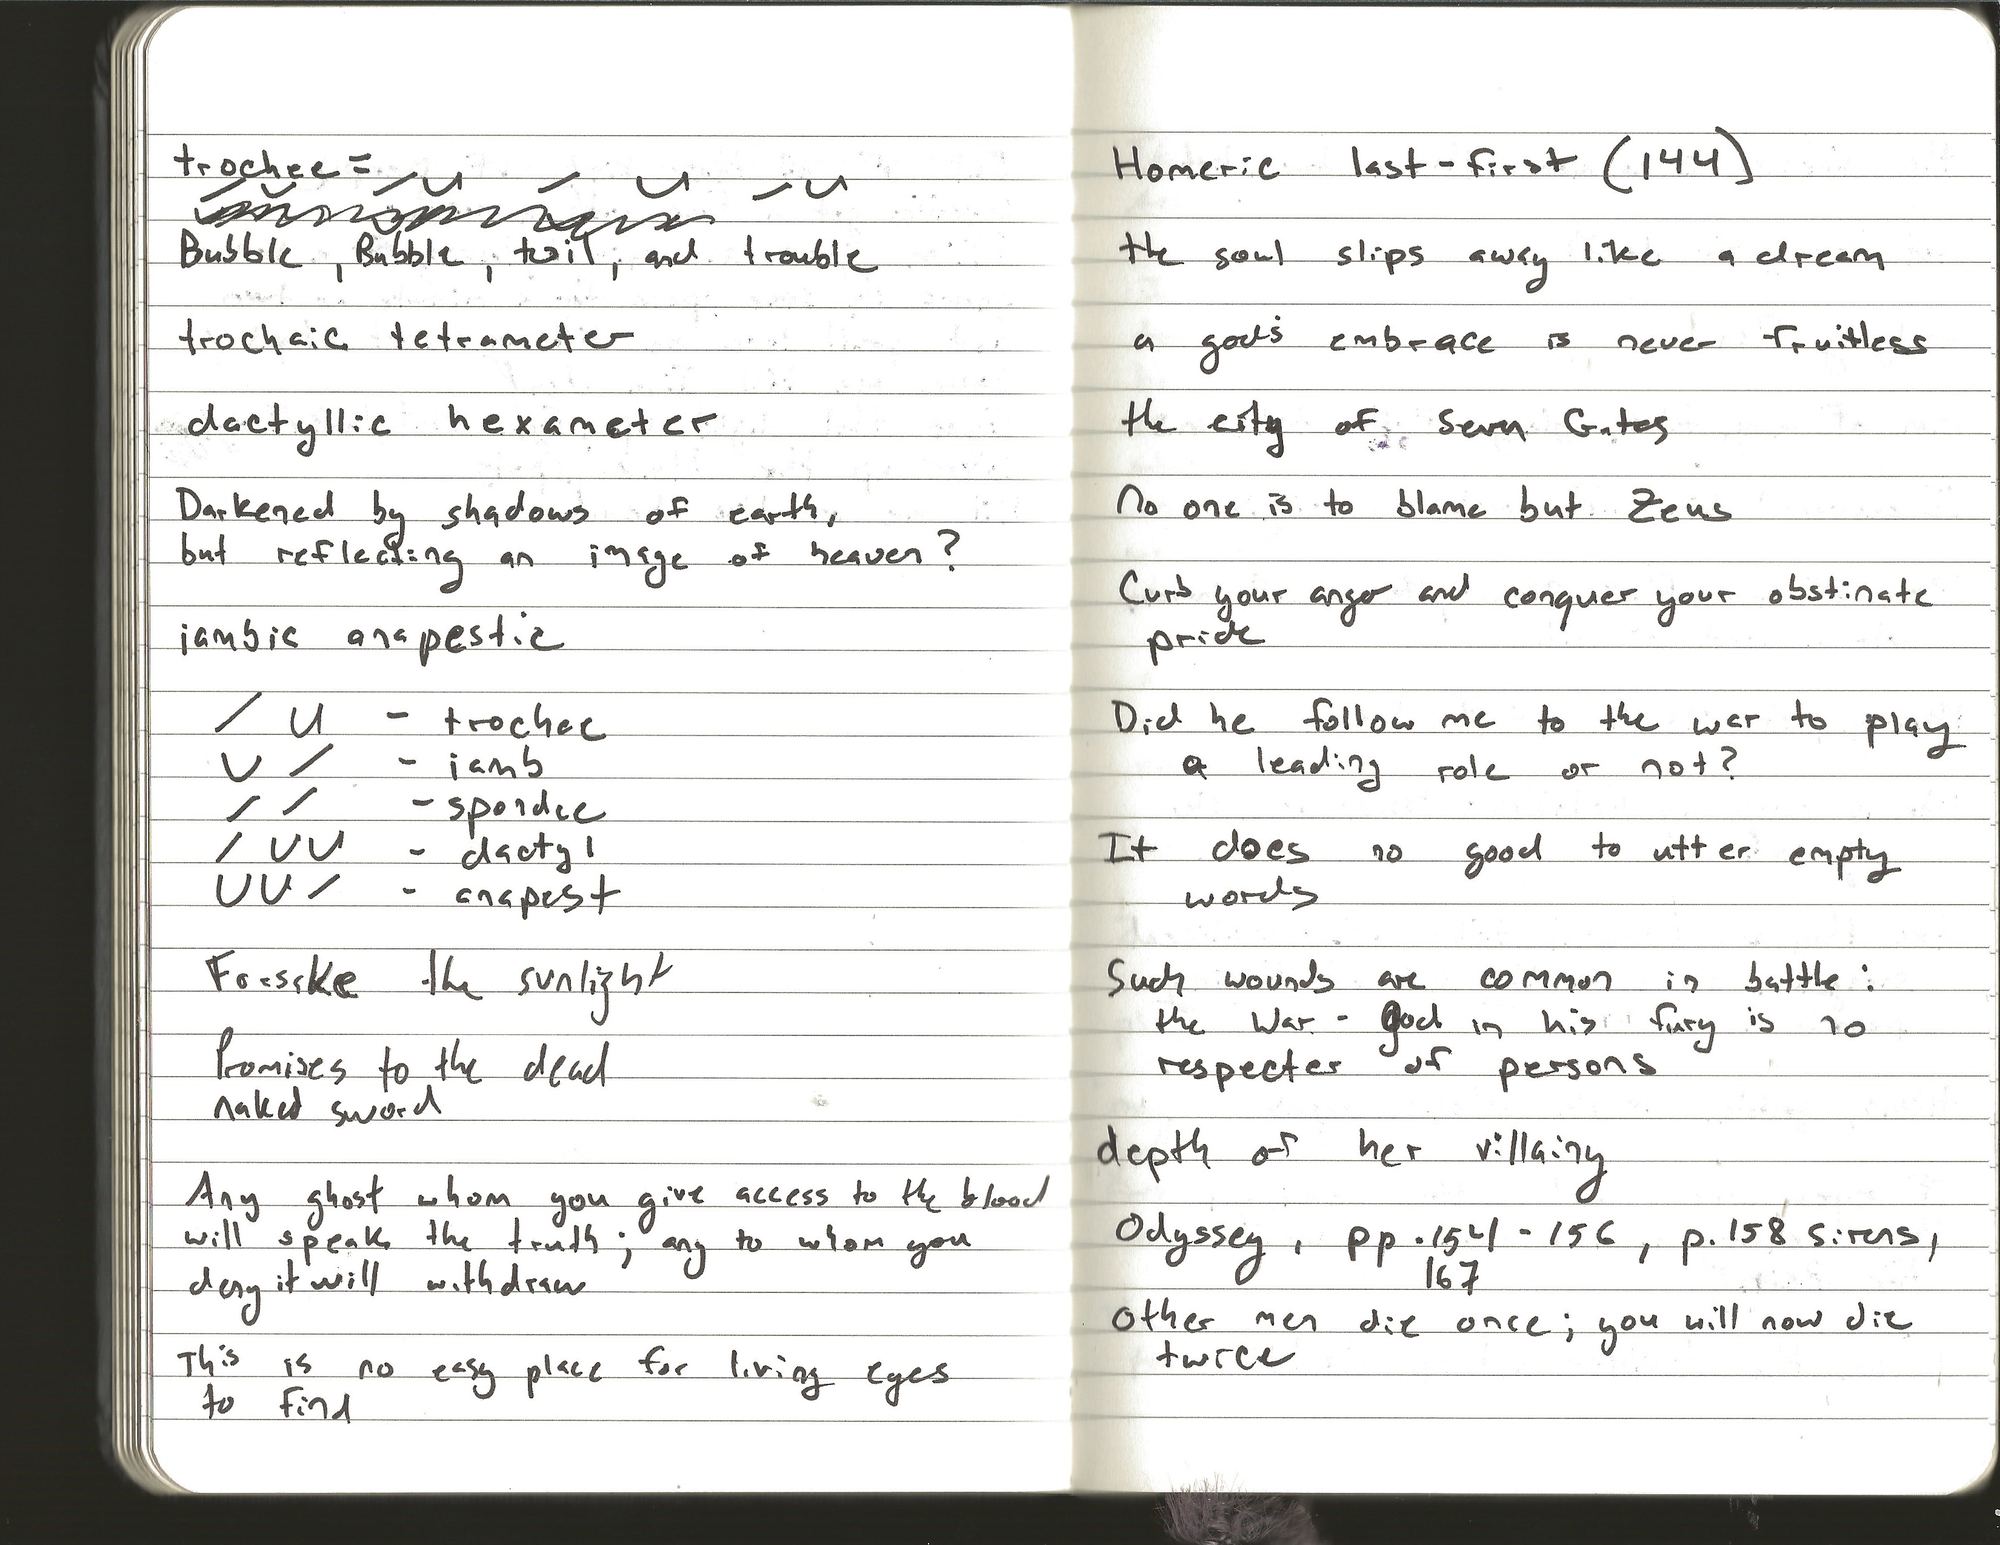 trochee =
/ U / U / U
Bubble, Bubble, toil, and trouble
trochaic tetrameter
dactyllic hexameter
Darkened by shadows of earth,
but reflecting an image of heaven?
iambic anapestic
/ U - trochee
U / - iamb
/ / - spondee
/ U U - dactyl
U U / - anapest
Forsake the sunlight
Promises to the dead
naked sword
Any ghost whom you give access to the blood
will speak the truth; any to whom you
deny it will withdraw
This is no easy place for living eyes
to find
Homeric last-first (144)
the soul slips away like a dream
a god's embrace is never fruitless
the city of Seven Gates
No one is to blame but Zeus
Curb your anger and conquer your obstinate
pride
Did he follow me to the war to play
a leading role or not?
It does no good to utter empty
words
Such wounds are common in battle:
the War-god in his fury is no
respecter of persons
depth of her villainy
Odyssey, pp. 154-156, p. 158 Sirens,
167
Other men die once; you will now die
twice